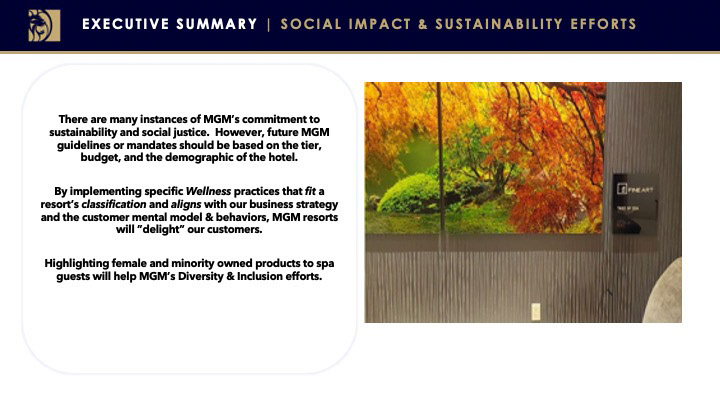 EXECUTIVE SUMMARY | SOCIAL IMPACT & SUSTAINABILITY EFFORTS
There are many instances of MGM's commitment to
sustainability and social justice.  However, future MGM
guidelines or mandates should be based on the tier,
budget, and the demographic of the hotel.
By implementing specific Wellness practices that fit a
resort's classification and aligns with our business strategy
and the customer mental model & behaviors, MGM resorts
will "delight" our customers.
Highlighting female and minority owned products to spa
guests will help MGM's Diversity & Inclusion efforts.
FINE ART